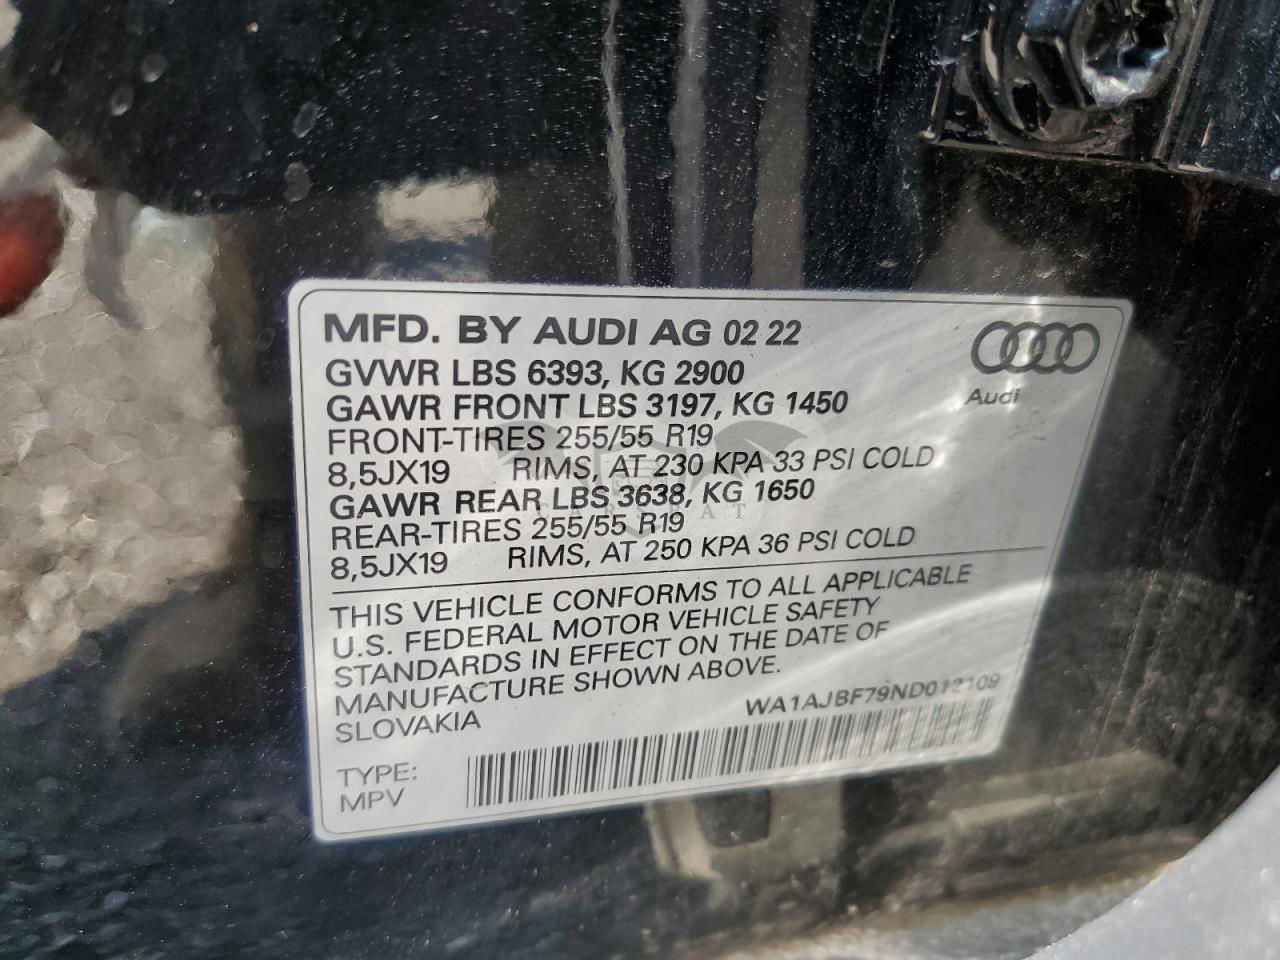 MFD. BY AUDI AG 02 22
GVWR LBS 6393, KG 2900
GAWR FRONT LBS 3197, KG 1450
FRONT-TIRES 255/55 R19
8,5JX19 RIMS, AT 230 KPA 33 PSI COLD
GAWR REAR LBS 3638, KG 1650
REAR-TIRES 255/55 R19
8,5JX19 RIMS, AT 250 KPA 36 PSI COLD
Audi
CARSBAT
THIS VEHICLE CONFORMS TO ALL APPLICABLE
U.S. FEDERAL MOTOR VEHICLE SAFETY
STANDARDS IN EFFECT ON THE DATE OF
MANUFACTURE SHOWN ABOVE.
SLOVAKIA
WA1AJBF79ND012109
TYPE:
MPV